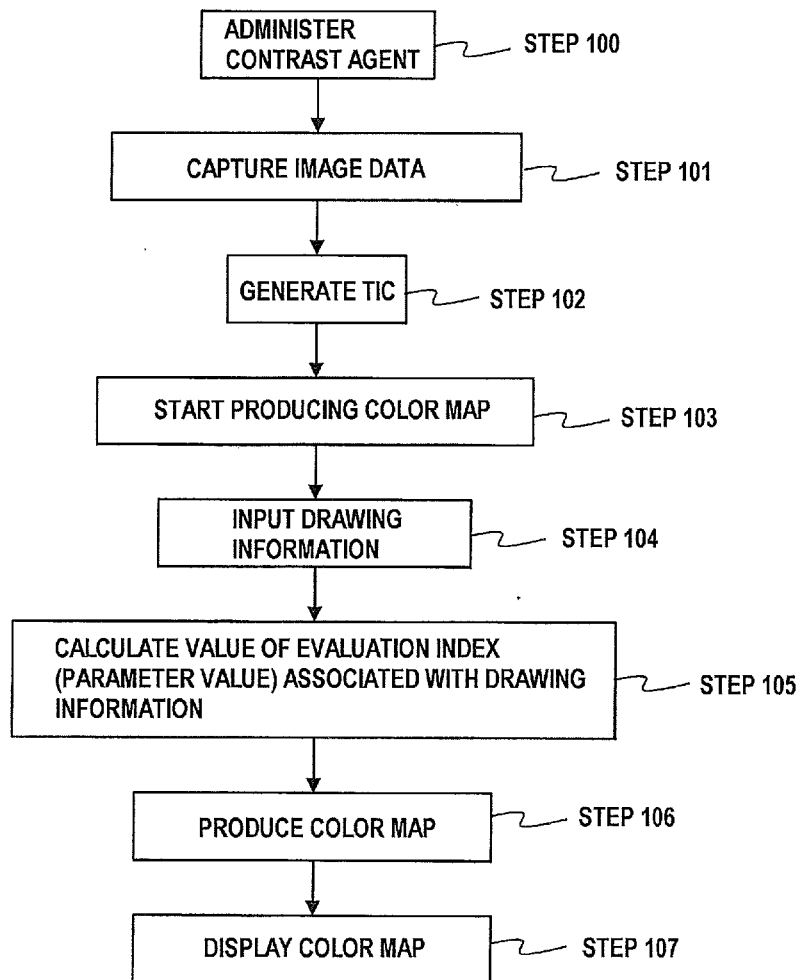 ADMINISTER
CONTRAST AGENT
STEP 100
CAPTURE IMAGE DATA
STEP 101
GENERATE TIC
STEP 102
START PRODUCING COLOR MAP
STEP 103
INPUT DRAWING
INFORMATION
STEP 104
CALCULATE VALUE OF EVALUATION INDEX
(PARAMETER VALUE) ASSOCIATED WITH DRAWING
INFORMATION
STEP 105
PRODUCE COLOR MAP
STEP 106
DISPLAY COLOR MAP
STEP 107